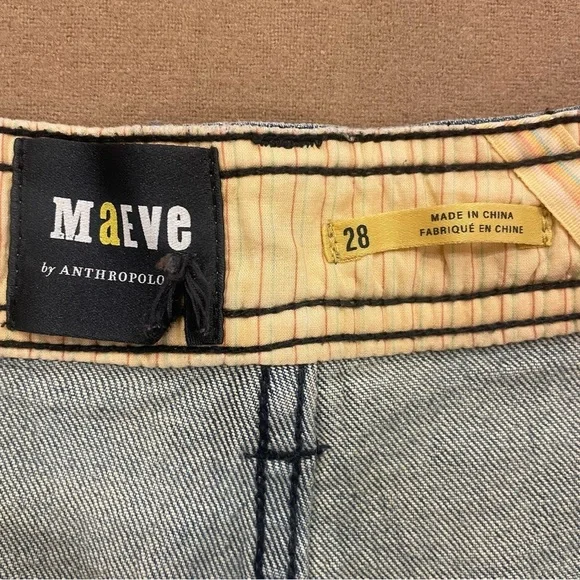 MaEVE
by ANTHROPOLO
28
MADE IN CHINA
FABRIQUÉ EN CHINE